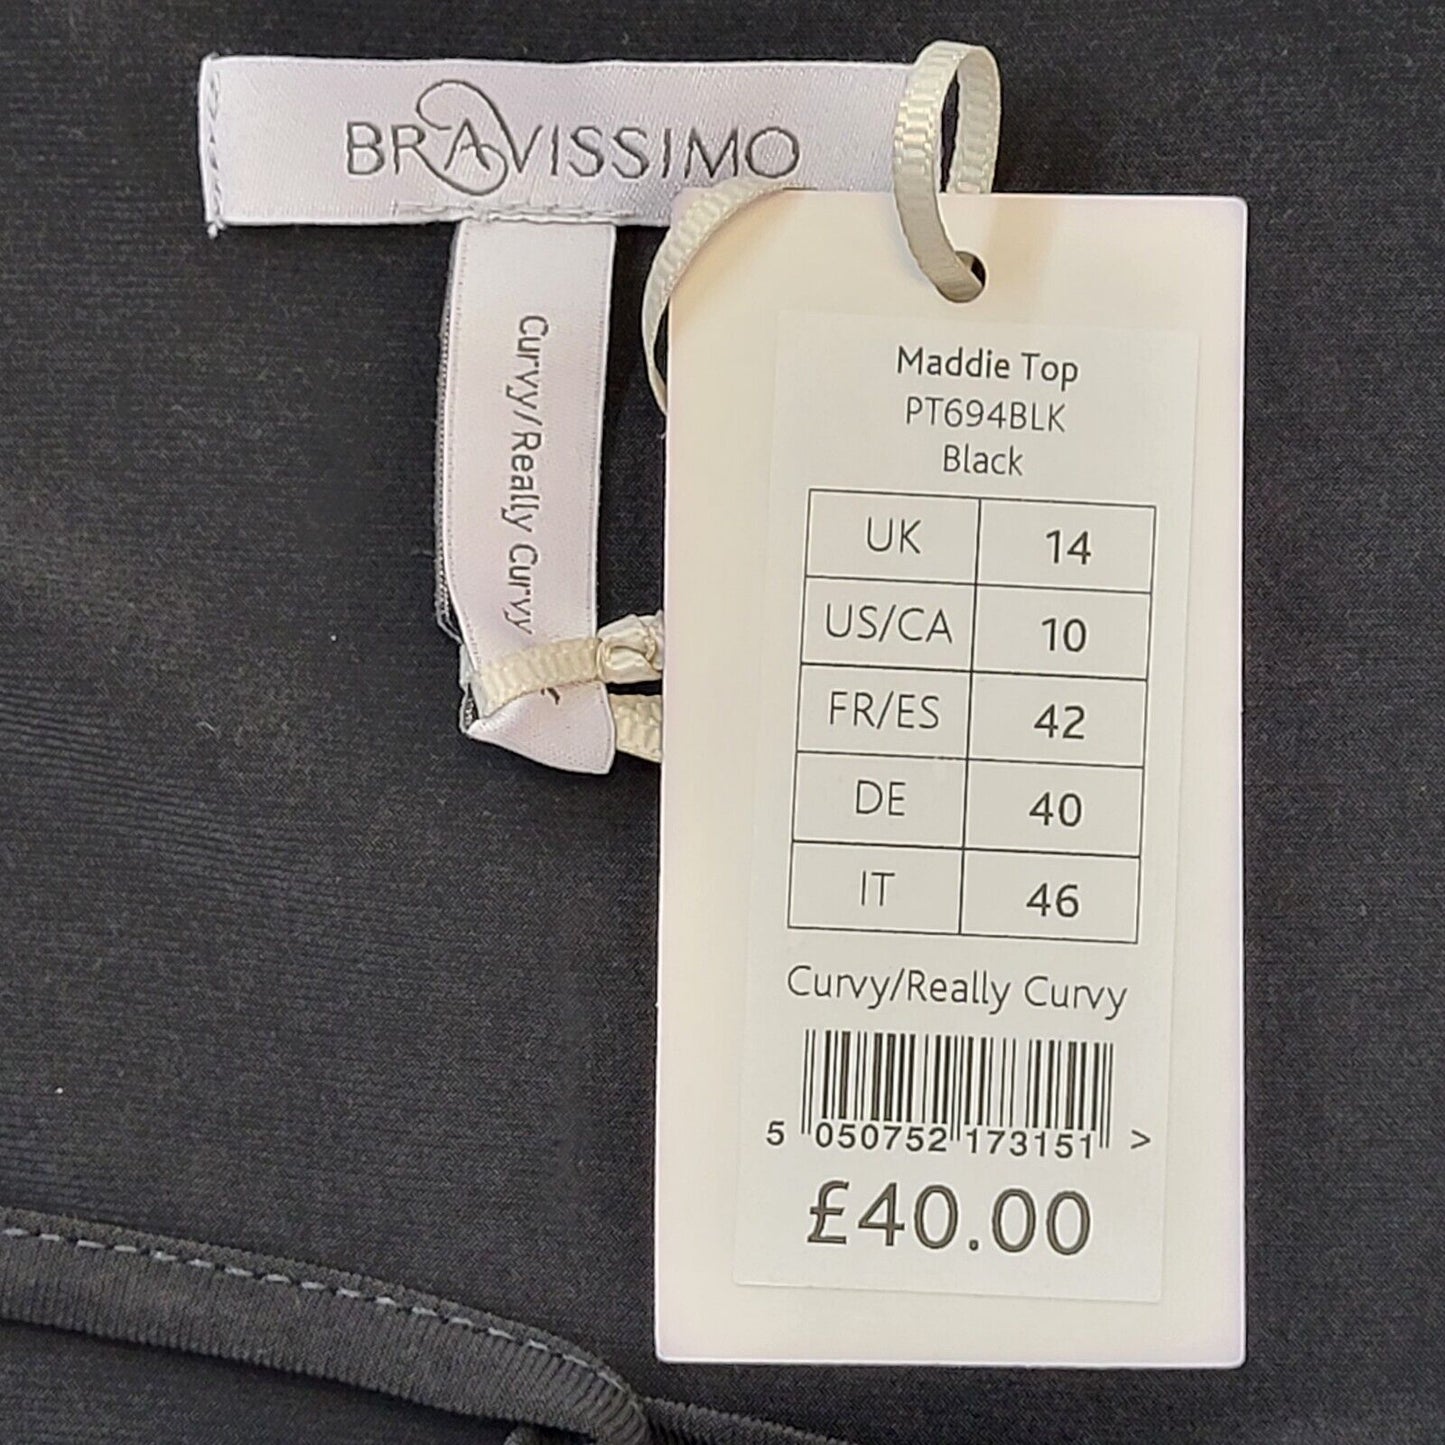 BRAVISSIMO
Curvy/Really Curvy
Maddie Top
PT694BLK
Black
UK 14
US/CA 10
FR/ES 42
DE 40
IT 46
Curvy/Really Curvy
5 050752 173151 >
£40.00